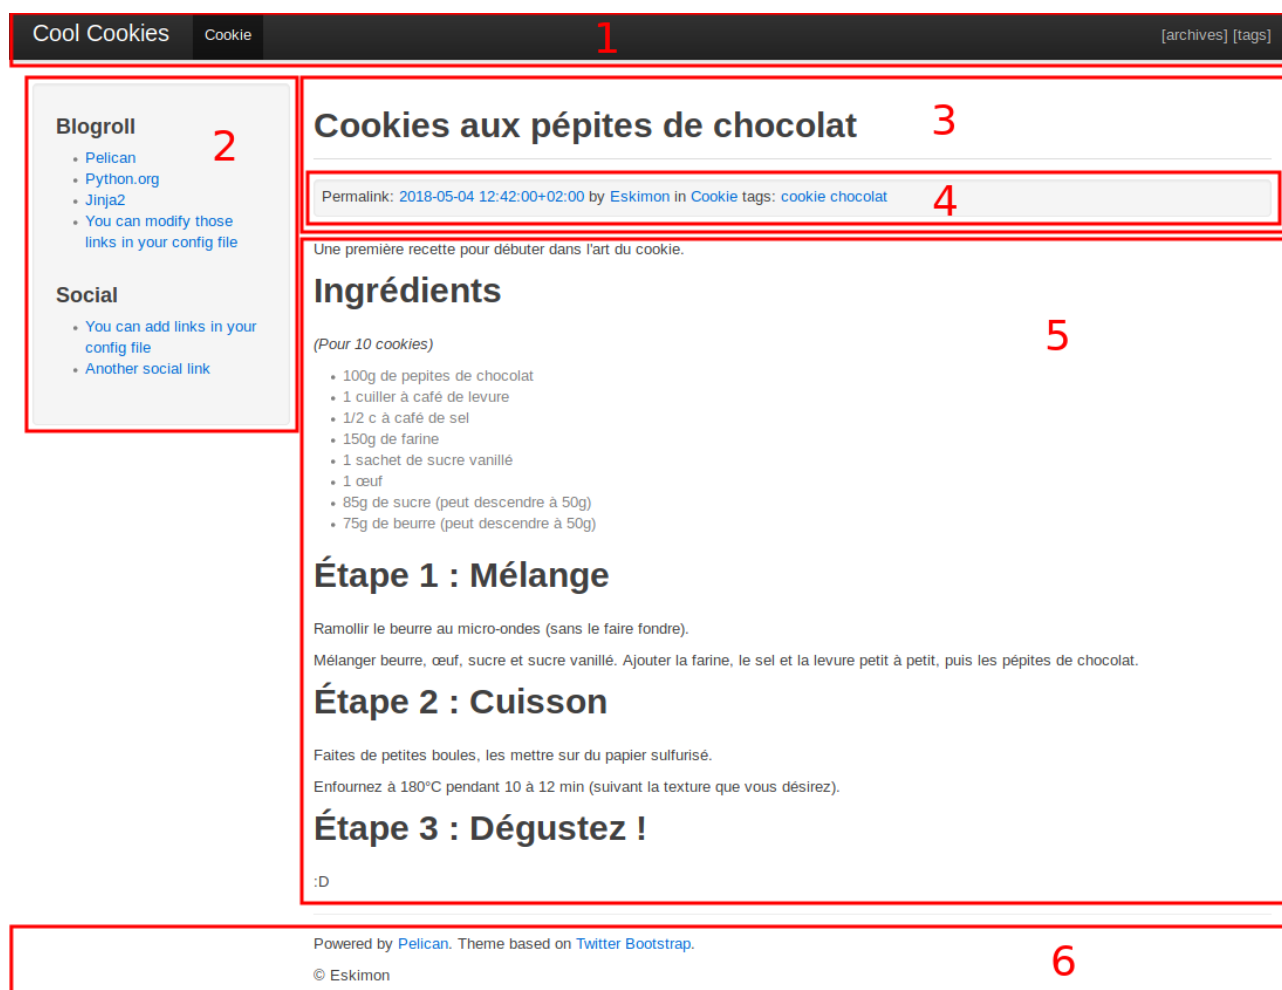 Cool Cookies Cookie 1 [archives] [tags]
Blogroll 2
Pelican
Python.org
Jinja2
You can modify those
links in your config file
Social
You can add links in your
config file
Another social link
Cookies aux pépites de chocolat 3
Permalink: 2018-05-04 12:42:00+02:00 by Eskimon in Cookie tags: cookie chocolat 4
Une première recette pour débuter dans l'art du cookie.
Ingrédients
5
(Pour 10 cookies)
100g de pepites de chocolat
1 cuiller à café de levure
1/2 c à café de sel
150g de farine
1 sachet de sucre vanillé
1 œuf
85g de sucre (peut descendre à 50g)
75g de beurre (peut descendre à 50g)
Étape 1 : Mélange
Ramollir le beurre au micro-ondes (sans le faire fondre).
Mélanger beurre, œuf, sucre et sucre vanillé. Ajouter la farine, le sel et la levure petit à petit, puis les pépites de chocolat.
Étape 2 : Cuisson
Faites de petites boules, les mettre sur du papier sulfurisé.
Enfournez à 180°C pendant 10 à 12 min (suivant la texture que vous désirez).
Étape 3 : Dégustez !
:D
Powered by Pelican. Theme based on Twitter Bootstrap.
6
© Eskimon